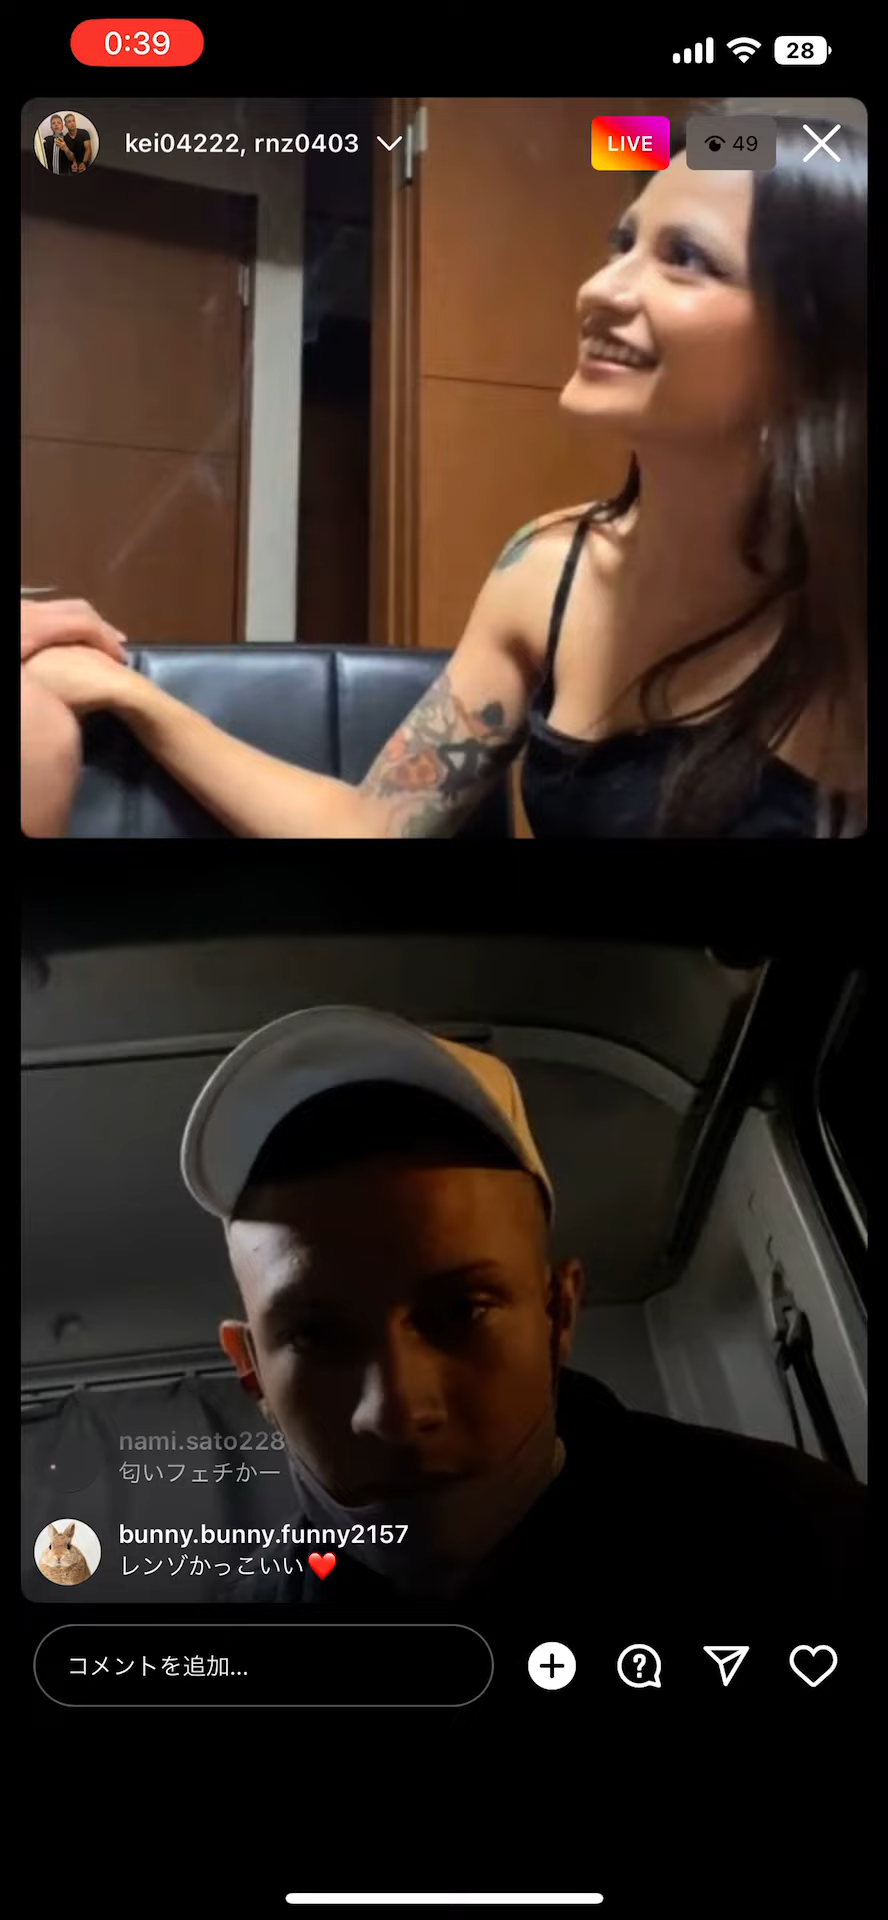 0:39
28
kei04222, rnz0403
LIVE
49
nami.sato228
匂いフェチかー
bunny.bunny.funny2157
レンゾかっこいい❤️
コメントを追加...